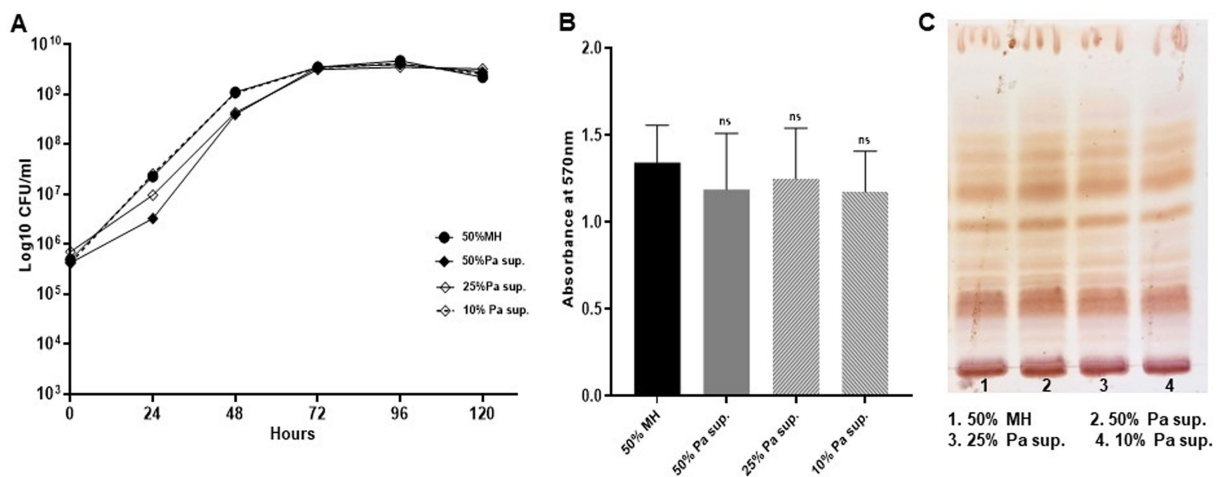 A
Log10 CFU/ml
10^10
10^9
10^8
10^7
10^6
10^5
10^4
10^3
0 24 48 72 96 120
Hours
50%MH
50%Pa sup.
25%Pa sup.
10% Pa sup.
B
Absorbance at 570nm
2.0
1.5
1.0
0.5
0.0
ns ns ns
50% MH
50% Pa sup.
25% Pa sup.
10% Pa sup.
C
1 2 3 4
1. 50% MH 2. 50% Pa sup.
3. 25% Pa sup. 4. 10% Pa sup.